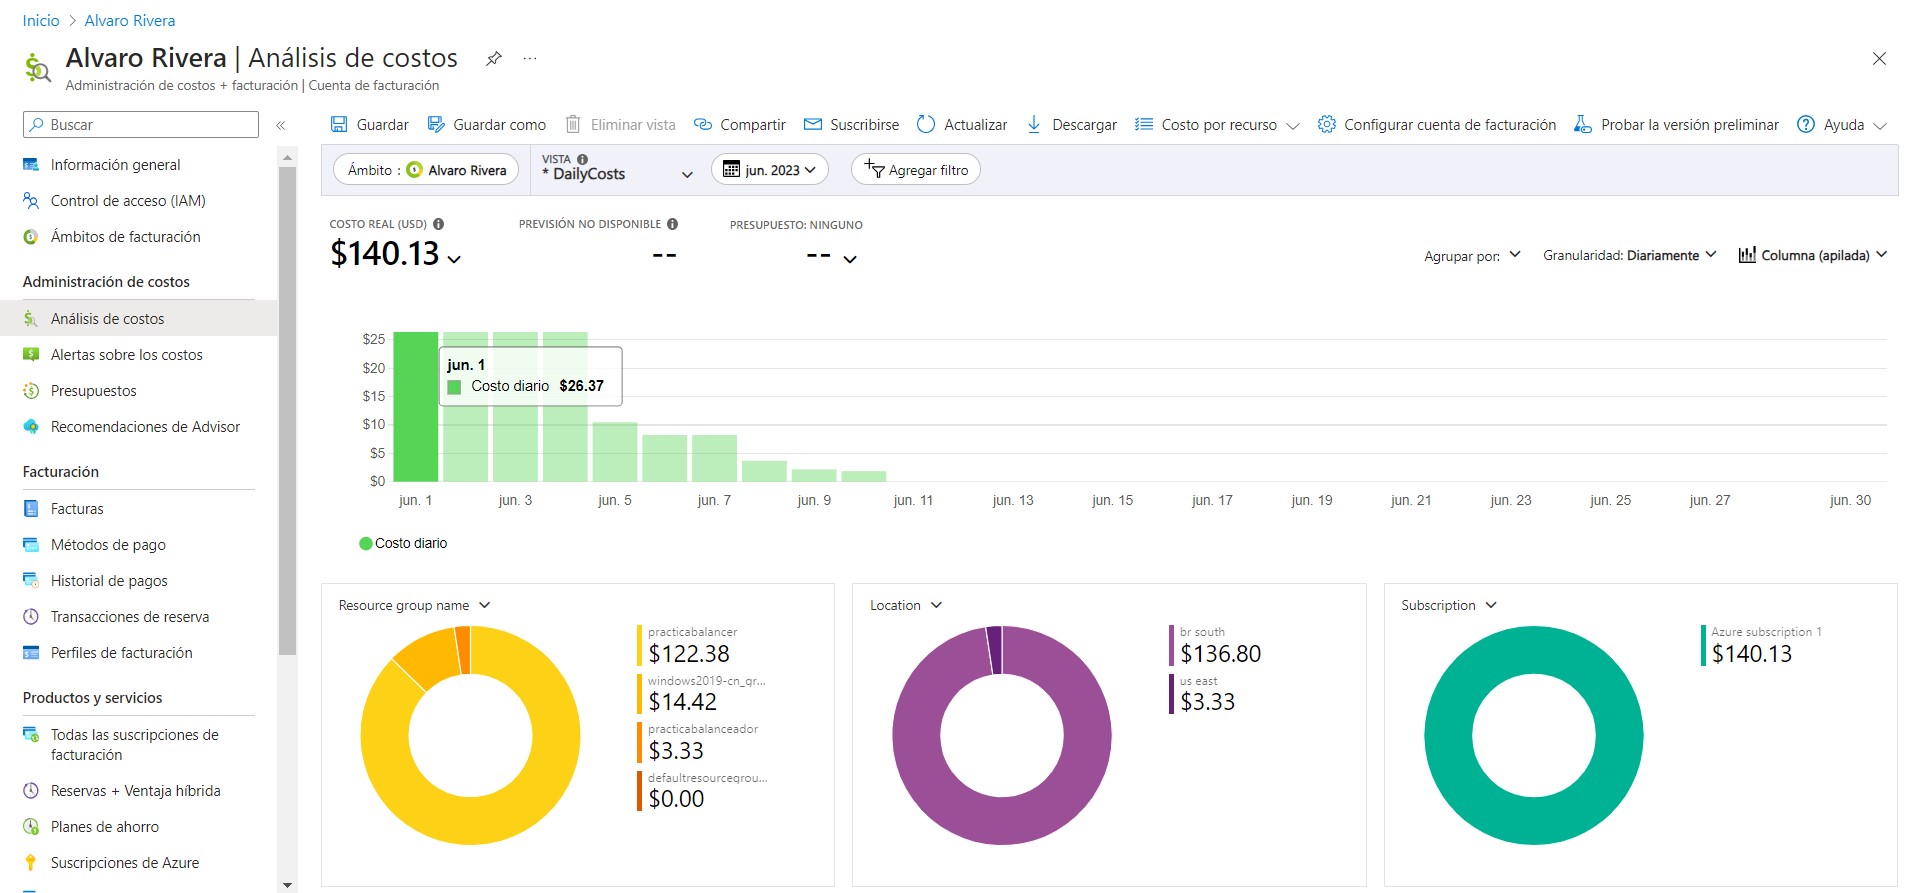 Inicio > Alvaro Rivera
Alvaro Rivera | Análisis de costos
Administración de costos + facturación | Cuenta de facturación
Buscar
Información general
Control de acceso (IAM)
Ámbitos de facturación
Administración de costos
Análisis de costos
Alertas sobre los costos
Presupuestos
Recomendaciones de Advisor
Facturación
Facturas
Métodos de pago
Historial de pagos
Transacciones de reserva
Perfiles de facturación
Productos y servicios
Todas las suscripciones de
facturación
Reservas + Ventaja híbrida
Planes de ahorro
Suscripciones de Azure
Guardar Guardar como Eliminar vista Compartir Suscribirse Actualizar Descargar Costo por recurso Configurar cuenta de facturación Probar la versión preliminar Ayuda
Ámbito : Alvaro Rivera
VISTA
* DailyCosts
jun. 2023
Agregar filtro
COSTO REAL (USD)
$140.13
PREVISIÓN NO DISPONIBLE
--
PRESUPUESTO: NINGUNO
--
Agrupar por: Granularidad: Diariamente Columna (apilada)
$25
$20
$15
$10
$5
$0
jun. 1
Costo diario $26.37
jun. 1 jun. 3 jun. 5 jun. 7 jun. 9 jun. 11 jun. 13 jun. 15 jun. 17 jun. 19 jun. 21 jun. 23 jun. 25 jun. 27 jun. 30
Costo diario
Resource group name
practicabalancer
$122.38
windows2019-cn_gr...
$14.42
practicabalanceador
$3.33
defaultresourcegrou...
$0.00
Location
br south
$136.80
us east
$3.33
Subscription
Azure subscription 1
$140.13